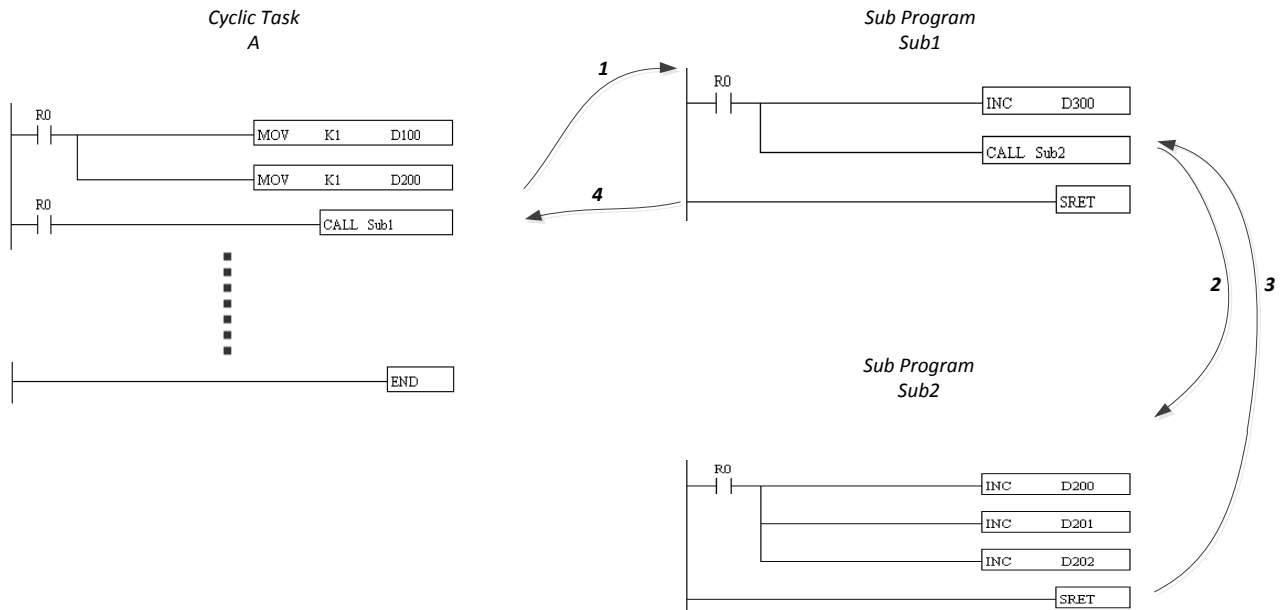 Cyclic Task
A
R0
MOV K1 D100
MOV K1 D200
R0
CALL Sub1
END
1
4
Sub Program
Sub1
R0
INC D300
CALL Sub2
SRET
2
3
Sub Program
Sub2
R0
INC D200
INC D201
INC D202
SRET